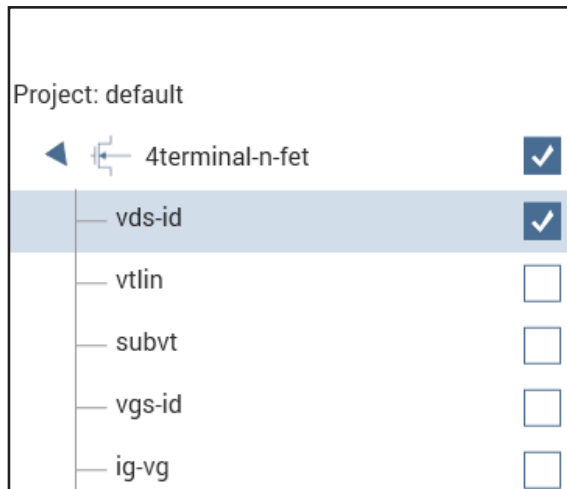 Project: default
4terminal-n-fet
vds-id
vtlin
subvt
vgs-id
ig-vg